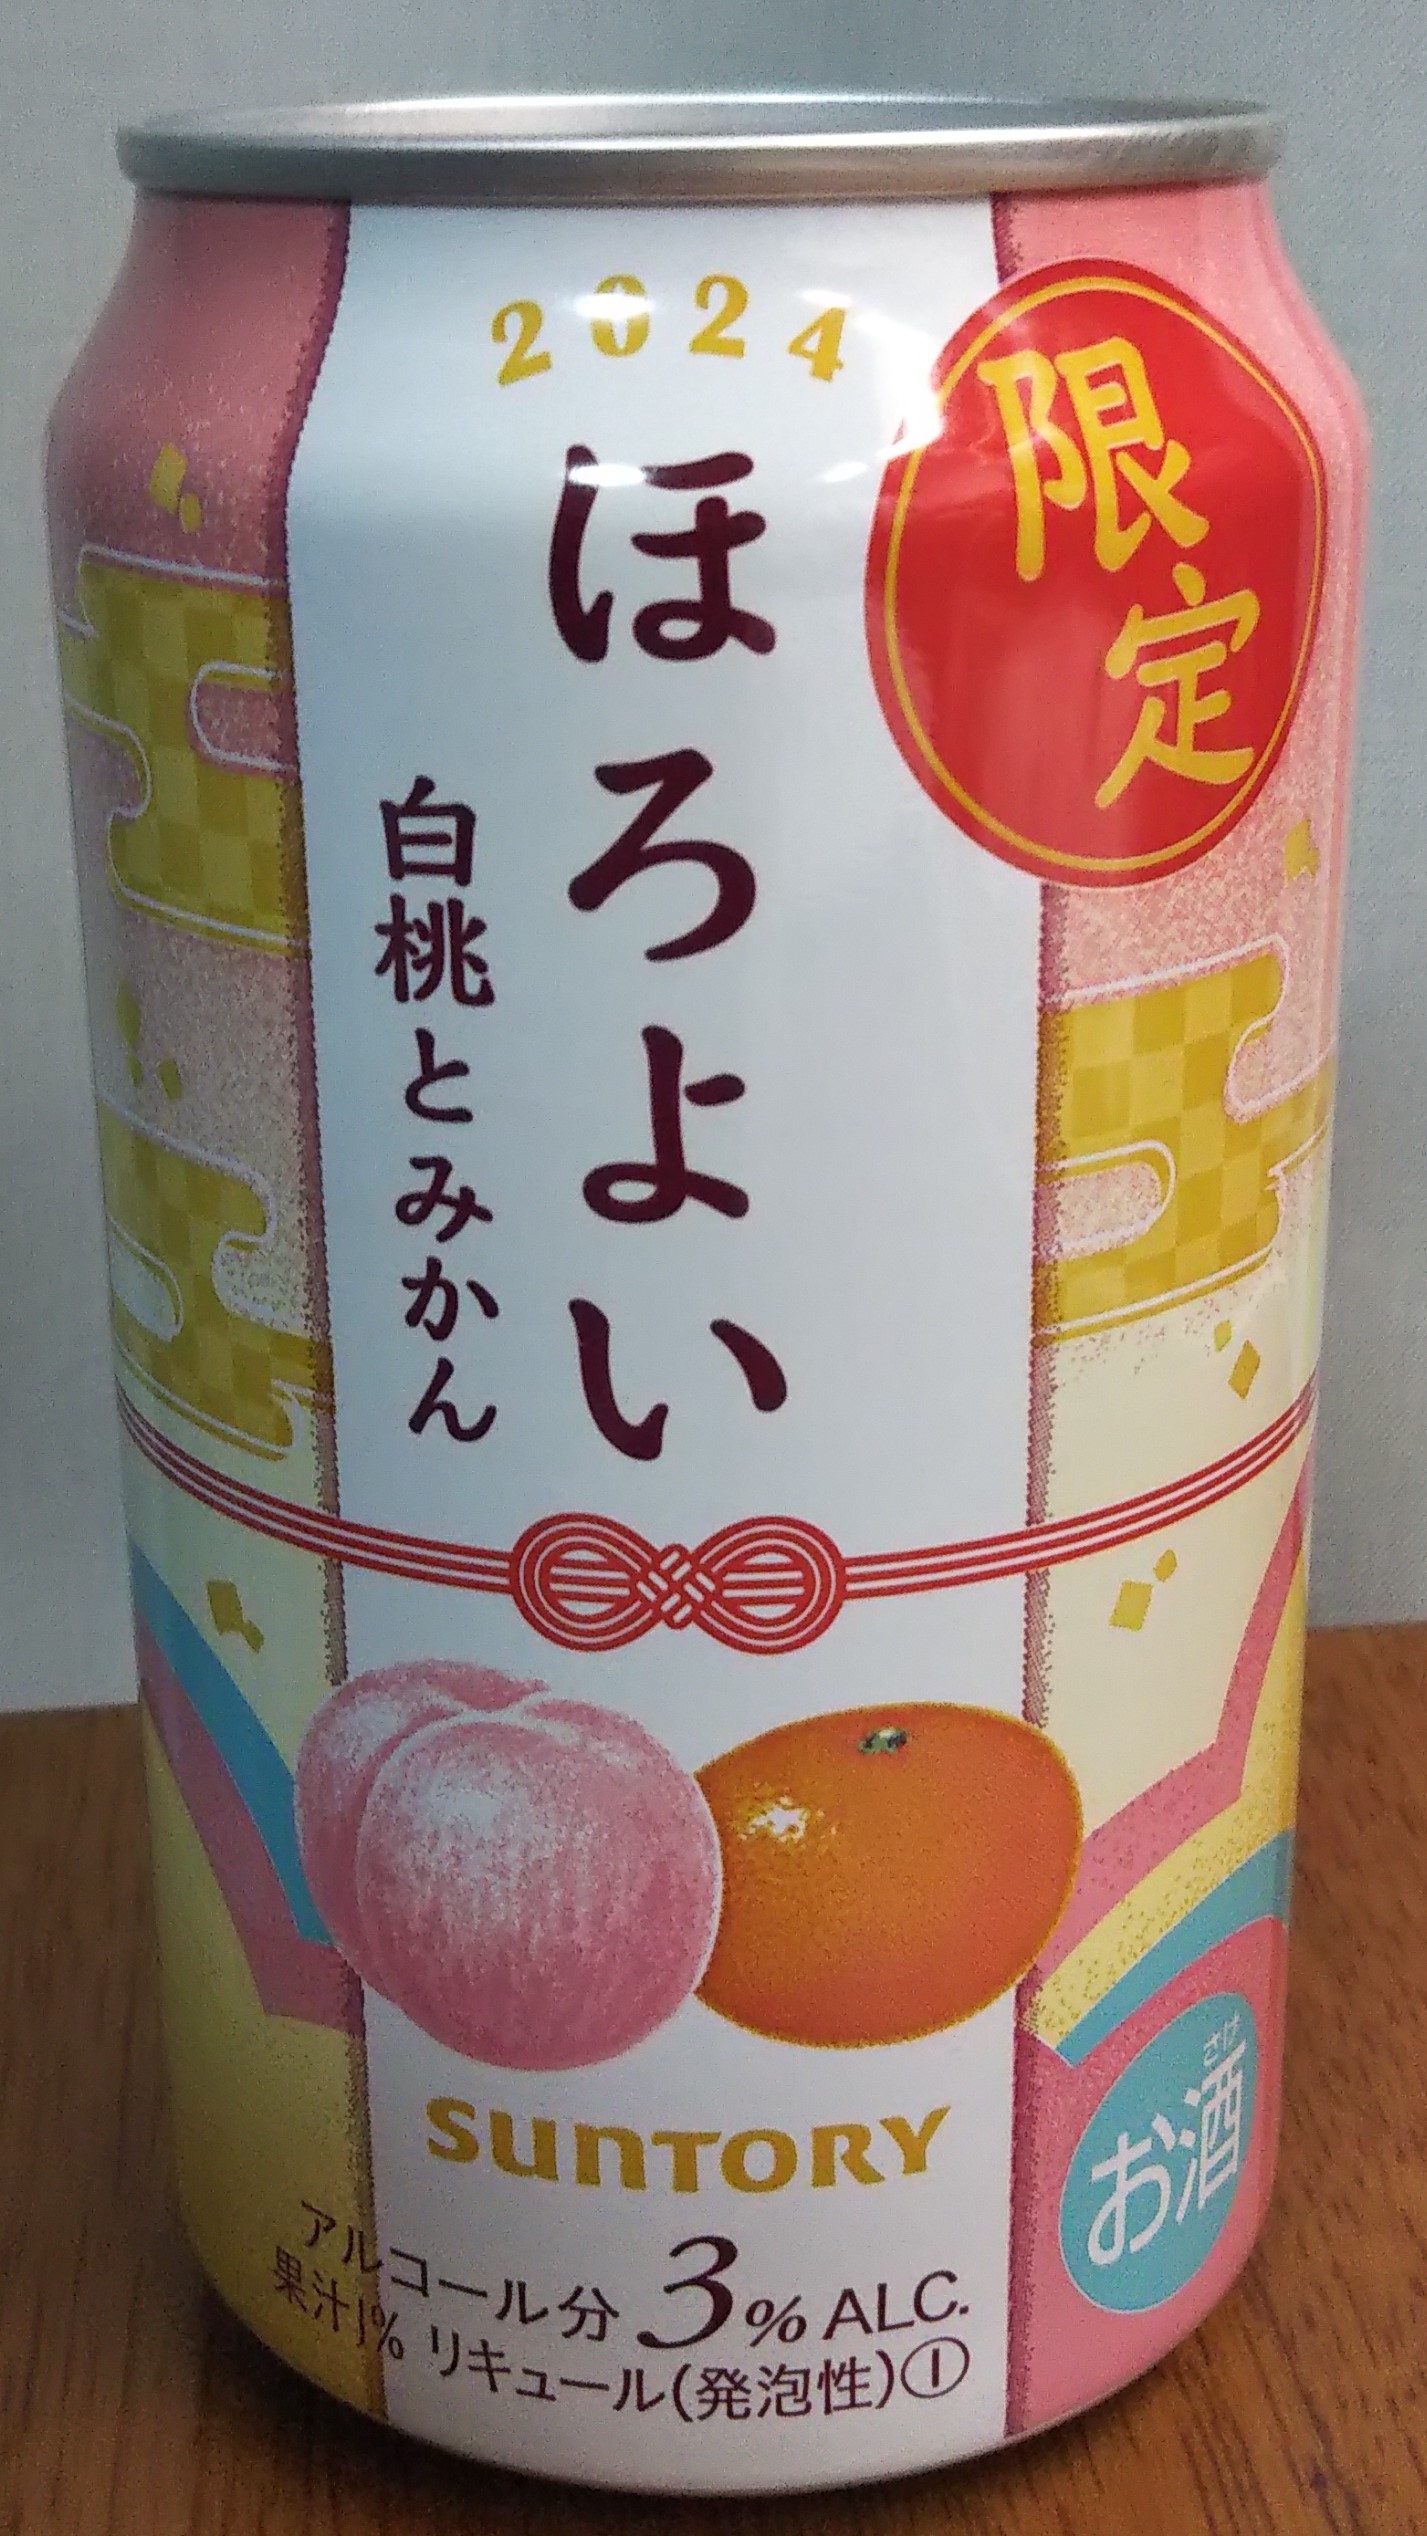 2024
限定
ほろよい
白桃とみかん
SUNTORY
アルコール分 3% ALC.
果汁1% リキュール(発泡性)①
さけ
お酒